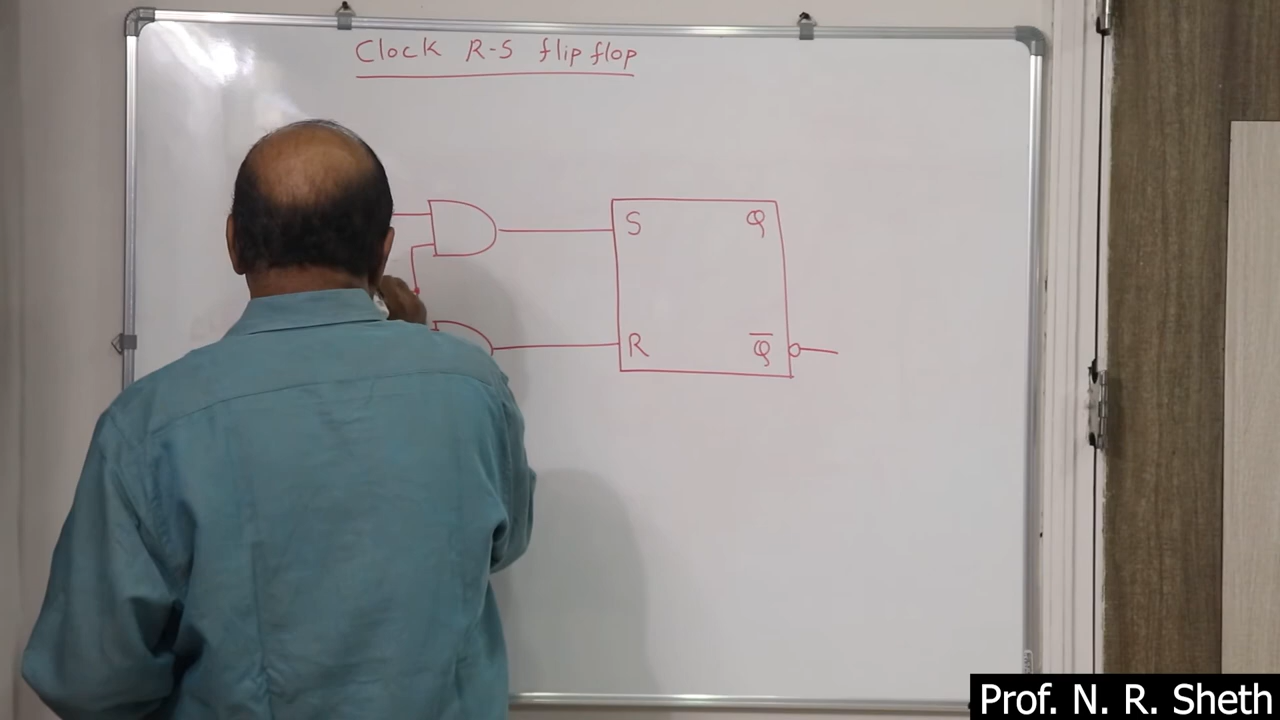 Clock R-S flip flop
S Q
R Q̅
Prof. N. R. Sheth